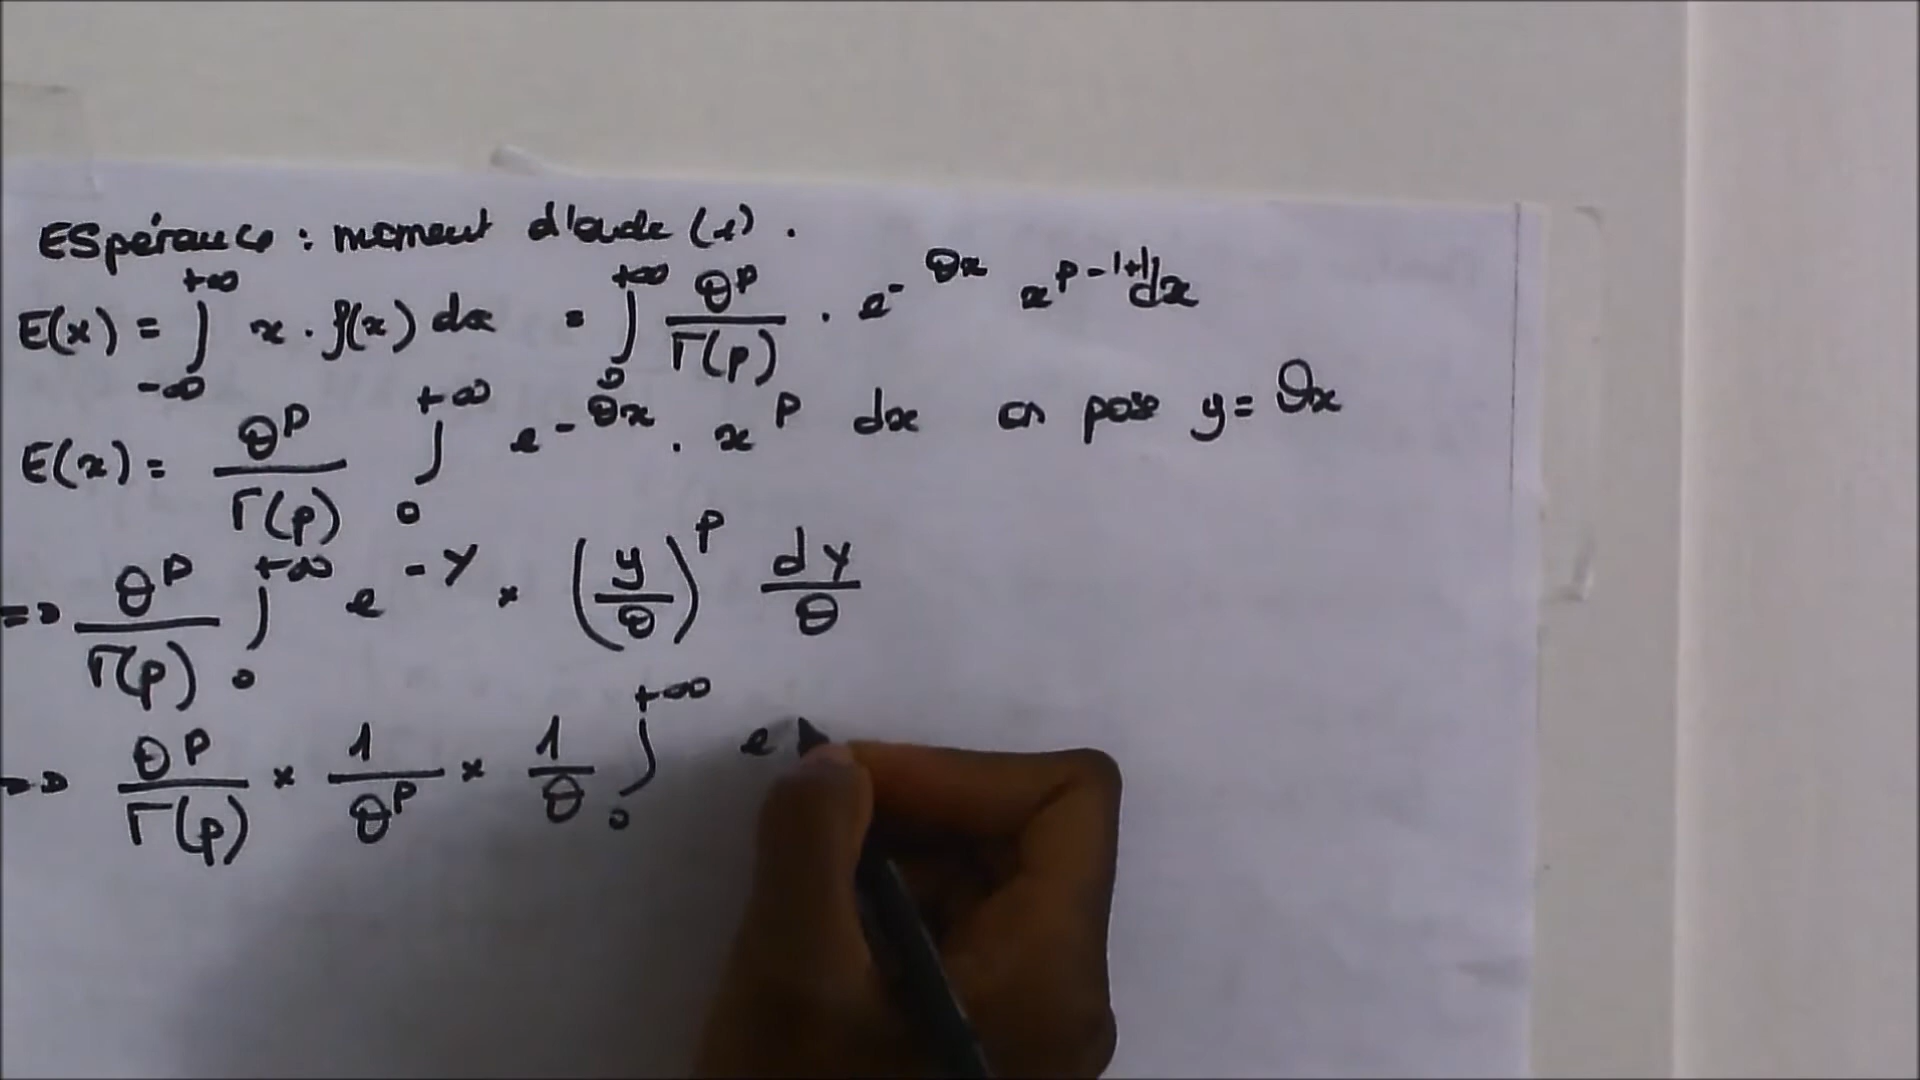 Espérance : moment d'ordre (1).
E(x) = ∫_{-∞}^{+∞} x · f(x) dx = ∫_0^{+∞} θ^p/Γ(p) · e^{-θx} x^{p-1+1} dx
E(x) = θ^p/Γ(p) ∫_0^{+∞} e^{-θx} · x^p dx on pose y = θx
=> θ^p/Γ(p) ∫_0^{+∞} e^{-y} × (y/θ)^p dy/θ
=> θ^p/Γ(p) × 1/θ^p × 1/θ ∫_0^{+∞} e